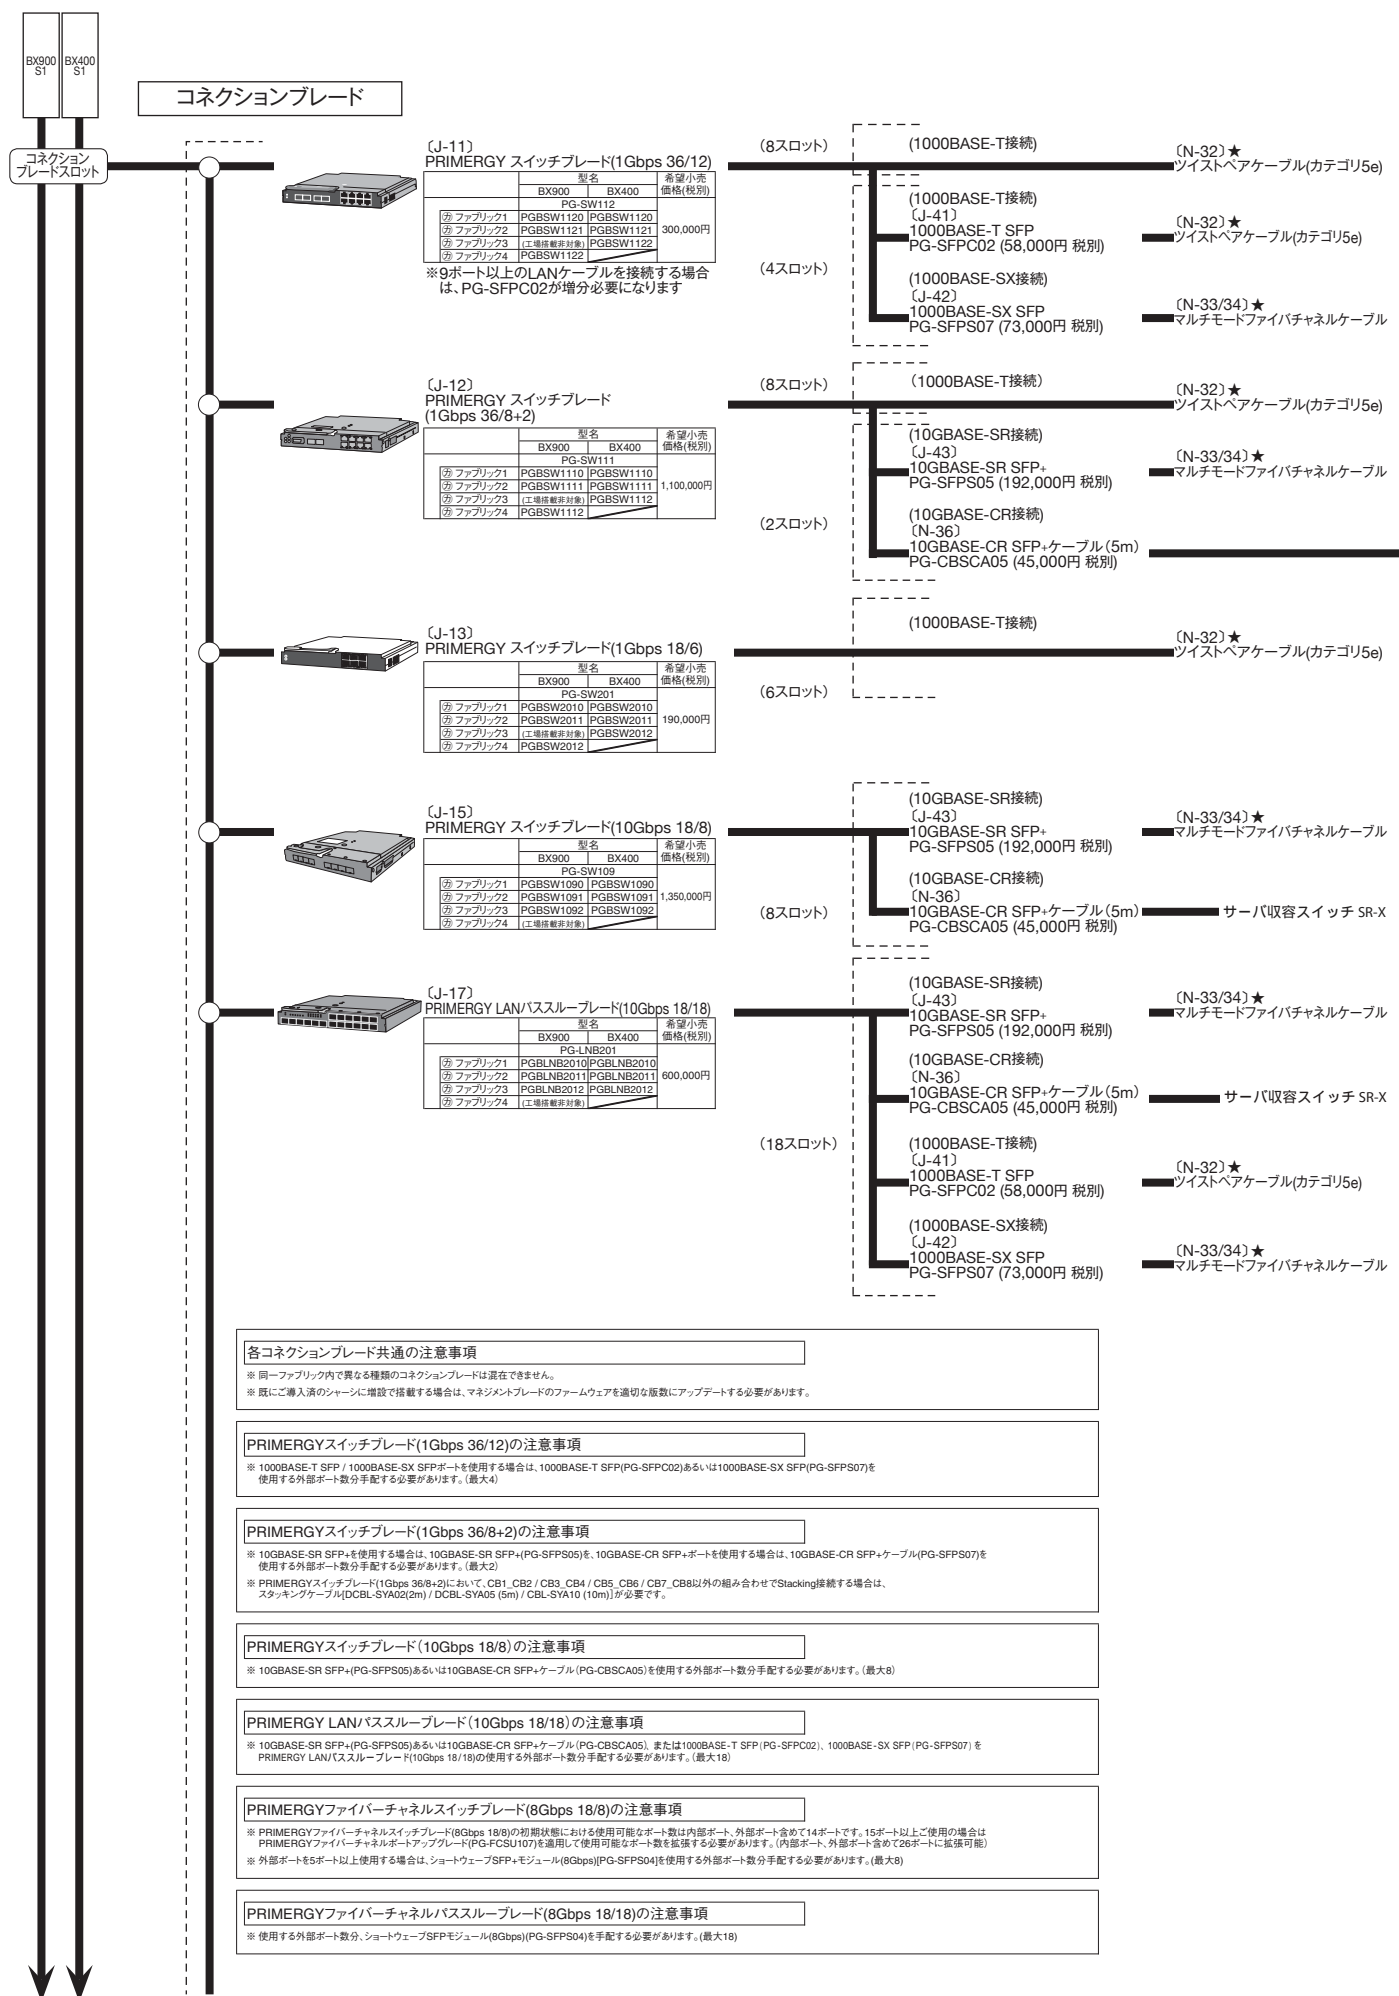 BX900
S1
BX400
S1
コネクションブレード
コネクション
ブレードスロット
〔J-11〕
PRIMERGY スイッチブレード(1Gbps 36/12)
型名
希望小売
価格(税別)
BX900
BX400
PG-SW112
㋕ ファブリック1 PGBSW1120 PGBSW1120
㋕ ファブリック2 PGBSW1121 PGBSW1121
300,000円
㋕ ファブリック3 (工場搭載非対象) PGBSW1122
㋕ ファブリック4 PGBSW1122
※9ポート以上のLANケーブルを接続する場合
は、PG-SFPC02が増分必要になります
(8スロット)
(1000BASE-T接続)
〔N-32〕★
ツイストペアケーブル(カテゴリ5e)
(4スロット)
(1000BASE-T接続)
〔J-41〕
1000BASE-T SFP
PG-SFPC02 (58,000円 税別)
〔N-32〕★
ツイストペアケーブル(カテゴリ5e)
(1000BASE-SX接続)
〔J-42〕
1000BASE-SX SFP
PG-SFPS07 (73,000円 税別)
〔N-33/34〕★
マルチモードファイバチャネルケーブル
〔J-12〕
PRIMERGY スイッチブレード
(1Gbps 36/8+2)
型名
希望小売
価格(税別)
BX900
BX400
PG-SW111
㋕ ファブリック1 PGBSW1110 PGBSW1110
㋕ ファブリック2 PGBSW1111 PGBSW1111
1,100,000円
㋕ ファブリック3 (工場搭載非対象) PGBSW1112
㋕ ファブリック4 PGBSW1112
(8スロット)
(1000BASE-T接続)
〔N-32〕★
ツイストペアケーブル(カテゴリ5e)
(2スロット)
(10GBASE-SR接続)
〔J-43〕
10GBASE-SR SFP+
PG-SFPS05 (192,000円 税別)
〔N-33/34〕★
マルチモードファイバチャネルケーブル
(10GBASE-CR接続)
〔N-36〕
10GBASE-CR SFP+ケーブル(5m)
PG-CBSCA05 (45,000円 税別)
〔J-13〕
PRIMERGY スイッチブレード(1Gbps 18/6)
型名
希望小売
価格(税別)
BX900
BX400
PG-SW201
㋕ ファブリック1 PGBSW2010 PGBSW2010
㋕ ファブリック2 PGBSW2011 PGBSW2011
190,000円
㋕ ファブリック3 (工場搭載非対象) PGBSW2012
㋕ ファブリック4 PGBSW2012
(6スロット)
(1000BASE-T接続)
〔N-32〕★
ツイストペアケーブル(カテゴリ5e)
〔J-15〕
PRIMERGY スイッチブレード(10Gbps 18/8)
型名
希望小売
価格(税別)
BX900
BX400
PG-SW109
㋕ ファブリック1 PGBSW1090 PGBSW1090
㋕ ファブリック2 PGBSW1091 PGBSW1091
1,350,000円
㋕ ファブリック3 PGBSW1092 PGBSW1092
㋕ ファブリック4 (工場搭載非対象)
(8スロット)
(10GBASE-SR接続)
〔J-43〕
10GBASE-SR SFP+
PG-SFPS05 (192,000円 税別)
〔N-33/34〕★
マルチモードファイバチャネルケーブル
(10GBASE-CR接続)
〔N-36〕
10GBASE-CR SFP+ケーブル(5m)
PG-CBSCA05 (45,000円 税別)
サーバ収容スイッチ SR-X
〔J-17〕
PRIMERGY LANパススルーブレード(10Gbps 18/18)
型名
希望小売
価格(税別)
BX900
BX400
PG-LNB201
㋕ ファブリック1 PGBLNB2010 PGBLNB2010
㋕ ファブリック2 PGBLNB2011 PGBLNB2011
600,000円
㋕ ファブリック3 PGBLNB2012 PGBLNB2012
㋕ ファブリック4 (工場搭載非対象)
(18スロット)
(10GBASE-SR接続)
〔J-43〕
10GBASE-SR SFP+
PG-SFPS05 (192,000円 税別)
〔N-33/34〕★
マルチモードファイバチャネルケーブル
(10GBASE-CR接続)
〔N-36〕
10GBASE-CR SFP+ケーブル(5m)
PG-CBSCA05 (45,000円 税別)
サーバ収容スイッチ SR-X
(1000BASE-T接続)
〔J-41〕
1000BASE-T SFP
PG-SFPC02 (58,000円 税別)
〔N-32〕★
ツイストペアケーブル(カテゴリ5e)
(1000BASE-SX接続)
〔J-42〕
1000BASE-SX SFP
PG-SFPS07 (73,000円 税別)
〔N-33/34〕★
マルチモードファイバチャネルケーブル
各コネクションブレード共通の注意事項
※ 同一ファブリック内で異なる種類のコネクションブレードは混在できません。
※ 既にご導入済のシャーシに増設で搭載する場合は、マネジメントブレードのファームウェアを適切な版数にアップデートする必要があります。
PRIMERGYスイッチブレード(1Gbps 36/12)の注意事項
※ 1000BASE-T SFP / 1000BASE-SX SFPポートを使用する場合は、1000BASE-T SFP(PG-SFPC02)あるいは1000BASE-SX SFP(PG-SFPS07)を
使用する外部ポート数分手配する必要があります。(最大4)
PRIMERGYスイッチブレード(1Gbps 36/8+2)の注意事項
※ 10GBASE-SR SFP+を使用する場合は、10GBASE-SR SFP+(PG-SFPS05)を、10GBASE-CR SFP+ポートを使用する場合は、10GBASE-CR SFP+ケーブル(PG-SFPS07)を
使用する外部ポート数分手配する必要があります。(最大2)
※ PRIMERGYスイッチブレード(1Gbps 36/8+2)において、CB1_CB2 / CB3_CB4 / CB5_CB6 / CB7_CB8以外の組み合わせでStacking接続する場合は、
スタッキングケーブル[DCBL-SYA02(2m) / DCBL-SYA05 (5m) / CBL-SYA10 (10m)]が必要です。
PRIMERGYスイッチブレード(10Gbps 18/8)の注意事項
※ 10GBASE-SR SFP+(PG-SFPS05)あるいは10GBASE-CR SFP+ケーブル(PG-CBSCA05)を使用する外部ポート数分手配する必要があります。(最大8)
PRIMERGY LANパススルーブレード(10Gbps 18/18)の注意事項
※ 10GBASE-SR SFP+(PG-SFPS05)あるいは10GBASE-CR SFP+ケーブル(PG-CBSCA05)、または1000BASE-T SFP(PG-SFPC02)、1000BASE-SX SFP(PG-SFPS07)を
PRIMERGY LANパススルーブレード(10Gbps 18/18)の使用する外部ポート数分手配する必要があります。(最大18)
PRIMERGYファイバーチャネルスイッチブレード(8Gbps 18/8)の注意事項
※ PRIMERGYファイバーチャネルスイッチブレード(8Gbps 18/8)の初期状態における使用可能なポート数は内部ポート、外部ポート含めて14ポートです。15ポート以上ご使用の場合は
PRIMERGYファイバーチャネルポートアップグレード(PG-FCSU107)を適用して使用可能なポート数を拡張する必要があります。(内部ポート、外部ポート含めて26ポートに拡張可能)
※ 外部ポートを5ポート以上使用する場合は、ショートウェーブSFP+モジュール(8Gbps)[PG-SFPS04]を使用する外部ポート数分手配する必要があります。(最大8)
PRIMERGYファイバーチャネルパススルーブレード(8Gbps 18/18)の注意事項
※ 使用する外部ポート数分、ショートウェーブSFPモジュール(8Gbps)(PG-SFPS04)を手配する必要があります。(最大18)